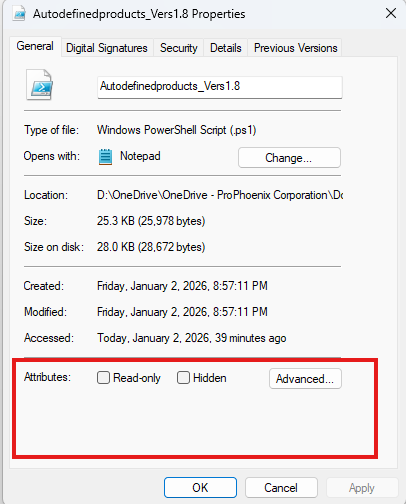 Autodefinedproducts_Vers1.8 Properties
General Digital Signatures Security Details Previous Versions
Autodefinedproducts_Vers1.8
Type of file: Windows PowerShell Script (.ps1)
Opens with: Notepad Change...
Location: D:\OneDrive\OneDrive - ProPhoenix Corporation\Do
Size: 25.3 KB (25,978 bytes)
Size on disk: 28.0 KB (28,672 bytes)
Created: Friday, January 2, 2026, 8:57:11 PM
Modified: Friday, January 2, 2026, 8:57:11 PM
Accessed: Today, January 2, 2026, 39 minutes ago
Attributes: Read-only Hidden Advanced...
OK Cancel Apply